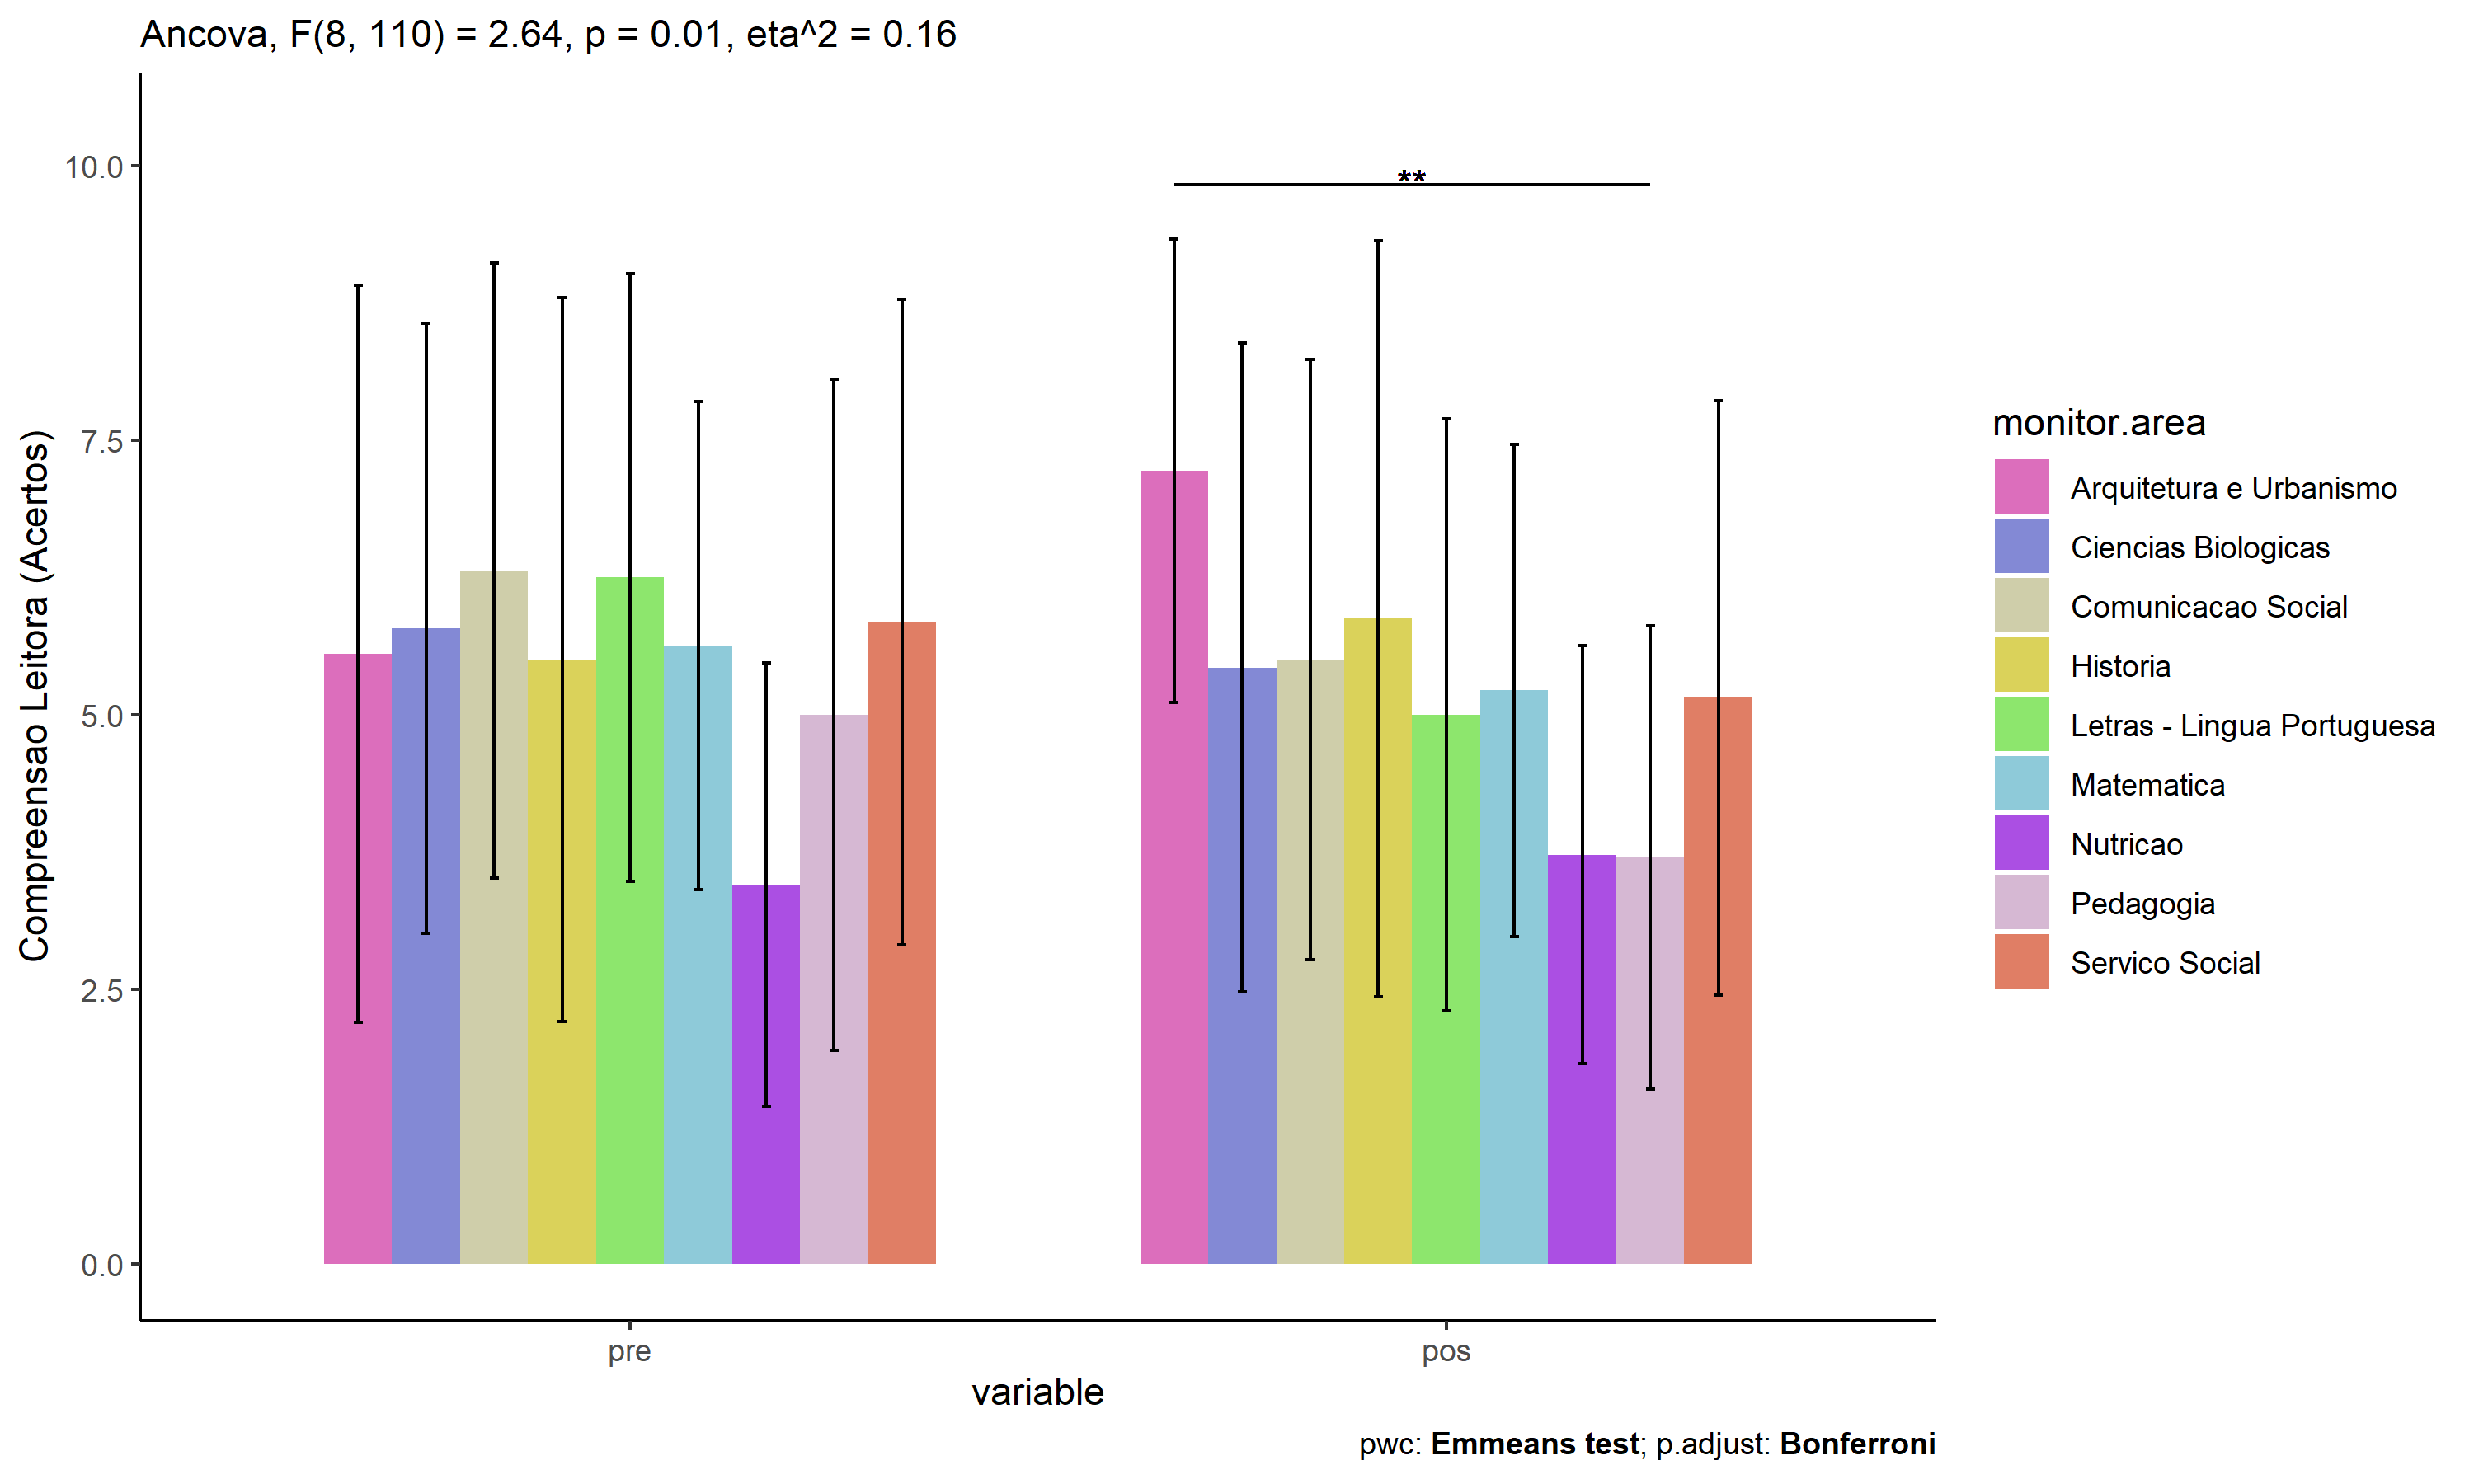 Ancova, F(8, 110) = 2.64, p = 0.01, eta^2 = 0.16
Compreensao Leitora (Acertos)
10.0
7.5
5.0
2.5
0.0
**
pre
pos
variable
monitor.area
Arquitetura e Urbanismo
Ciencias Biologicas
Comunicacao Social
Historia
Letras - Lingua Portuguesa
Matematica
Nutricao
Pedagogia
Servico Social
pwc: Emmeans test; p.adjust: Bonferroni